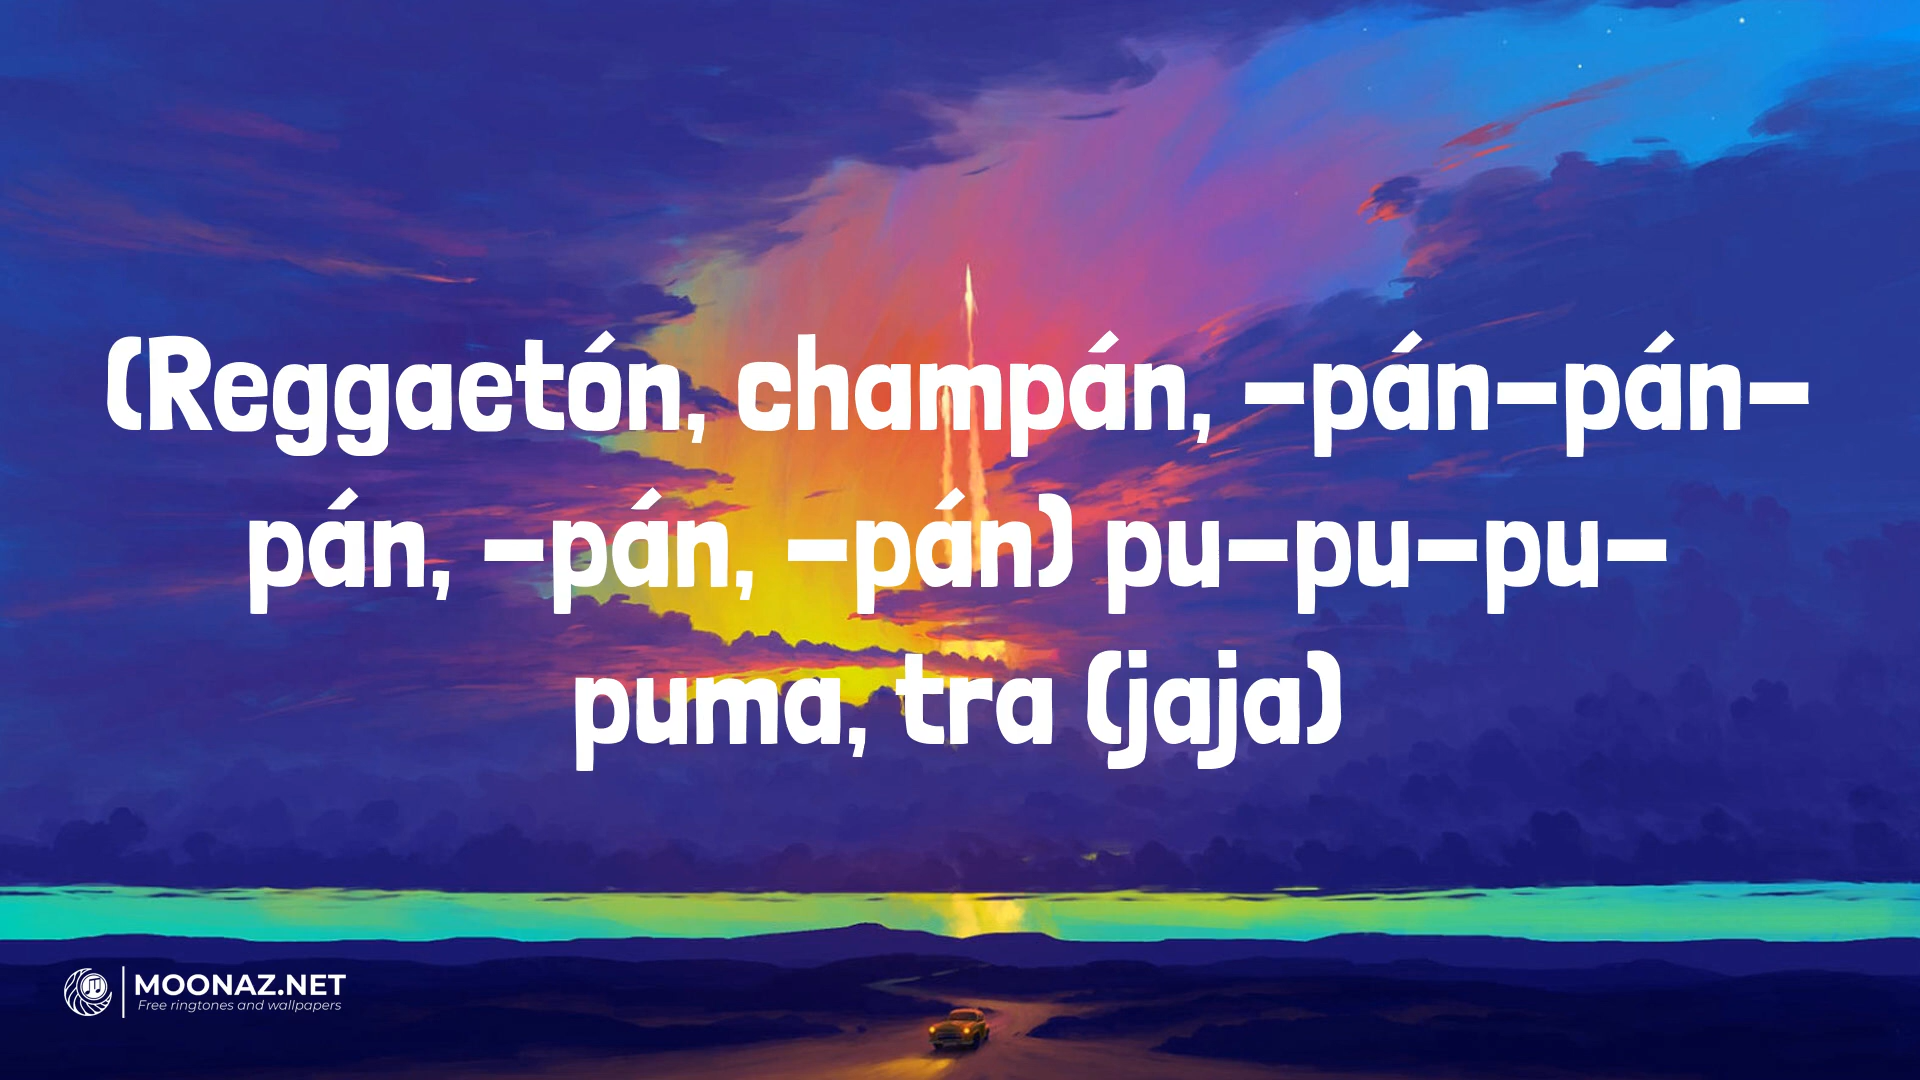 (Reggaetón, champán, -pán-pán-
pán, -pán, -pán) pu-pu-pu-
puma, tra (jaja)
MOONAZ.NET
Free ringtones and wallpapers